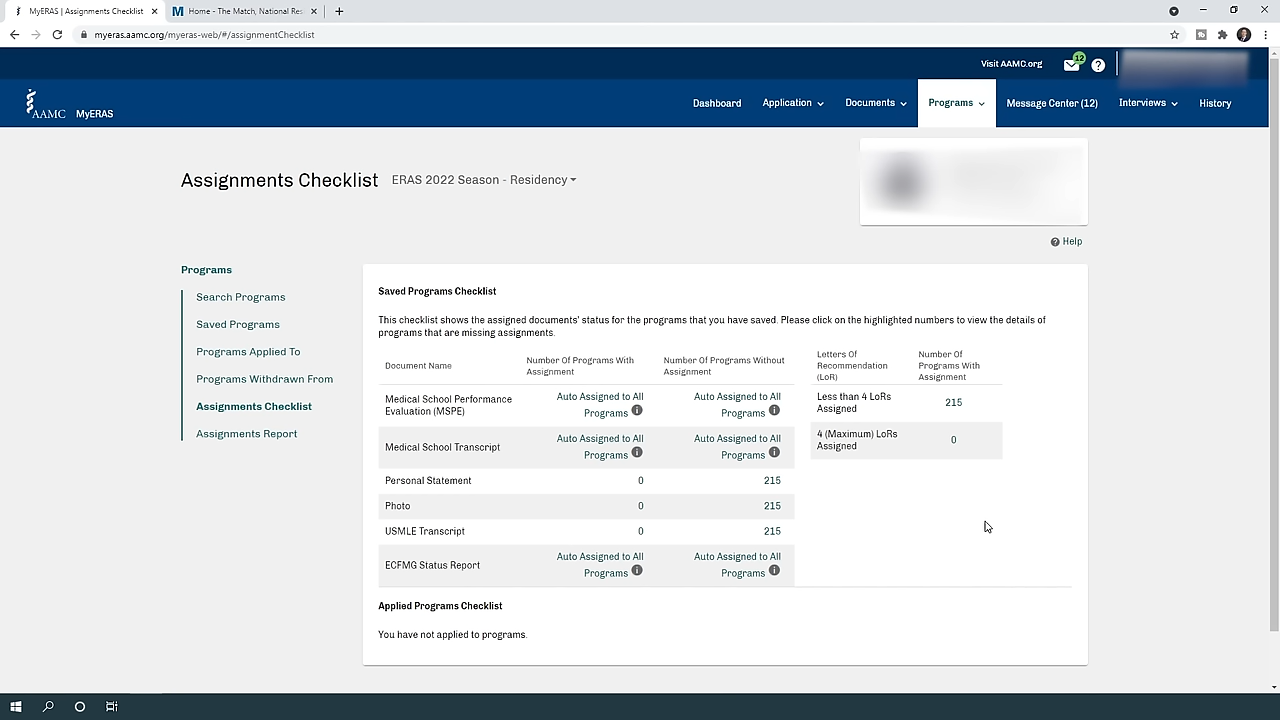 MyERAS | Assignments Checklist
Home - The Match, National Res
myeras.aamc.org/myeras-web/#/assignmentChecklist
Visit AAMC.org
12
AAMC MyERAS
Dashboard Application Documents Programs Message Center (12) Interviews History
Assignments Checklist ERAS 2022 Season - Residency
Help
Programs
Search Programs
Saved Programs
Programs Applied To
Programs Withdrawn From
Assignments Checklist
Assignments Report
Saved Programs Checklist
This checklist shows the assigned documents' status for the programs that you have saved. Please click on the highlighted numbers to view the details of
programs that are missing assignments.
Document Name
Number Of Programs With
Assignment
Number Of Programs Without
Assignment
Medical School Performance
Evaluation (MSPE)
Auto Assigned to All
Programs
Auto Assigned to All
Programs
Medical School Transcript
Auto Assigned to All
Programs
Auto Assigned to All
Programs
Personal Statement 0 215
Photo 0 215
USMLE Transcript 0 215
ECFMG Status Report
Auto Assigned to All
Programs
Auto Assigned to All
Programs
Letters Of
Recommendation
(LoR)
Number Of
Programs With
Assignment
Less than 4 LoRs
Assigned
215
4 (Maximum) LoRs
Assigned
0
Applied Programs Checklist
You have not applied to programs.